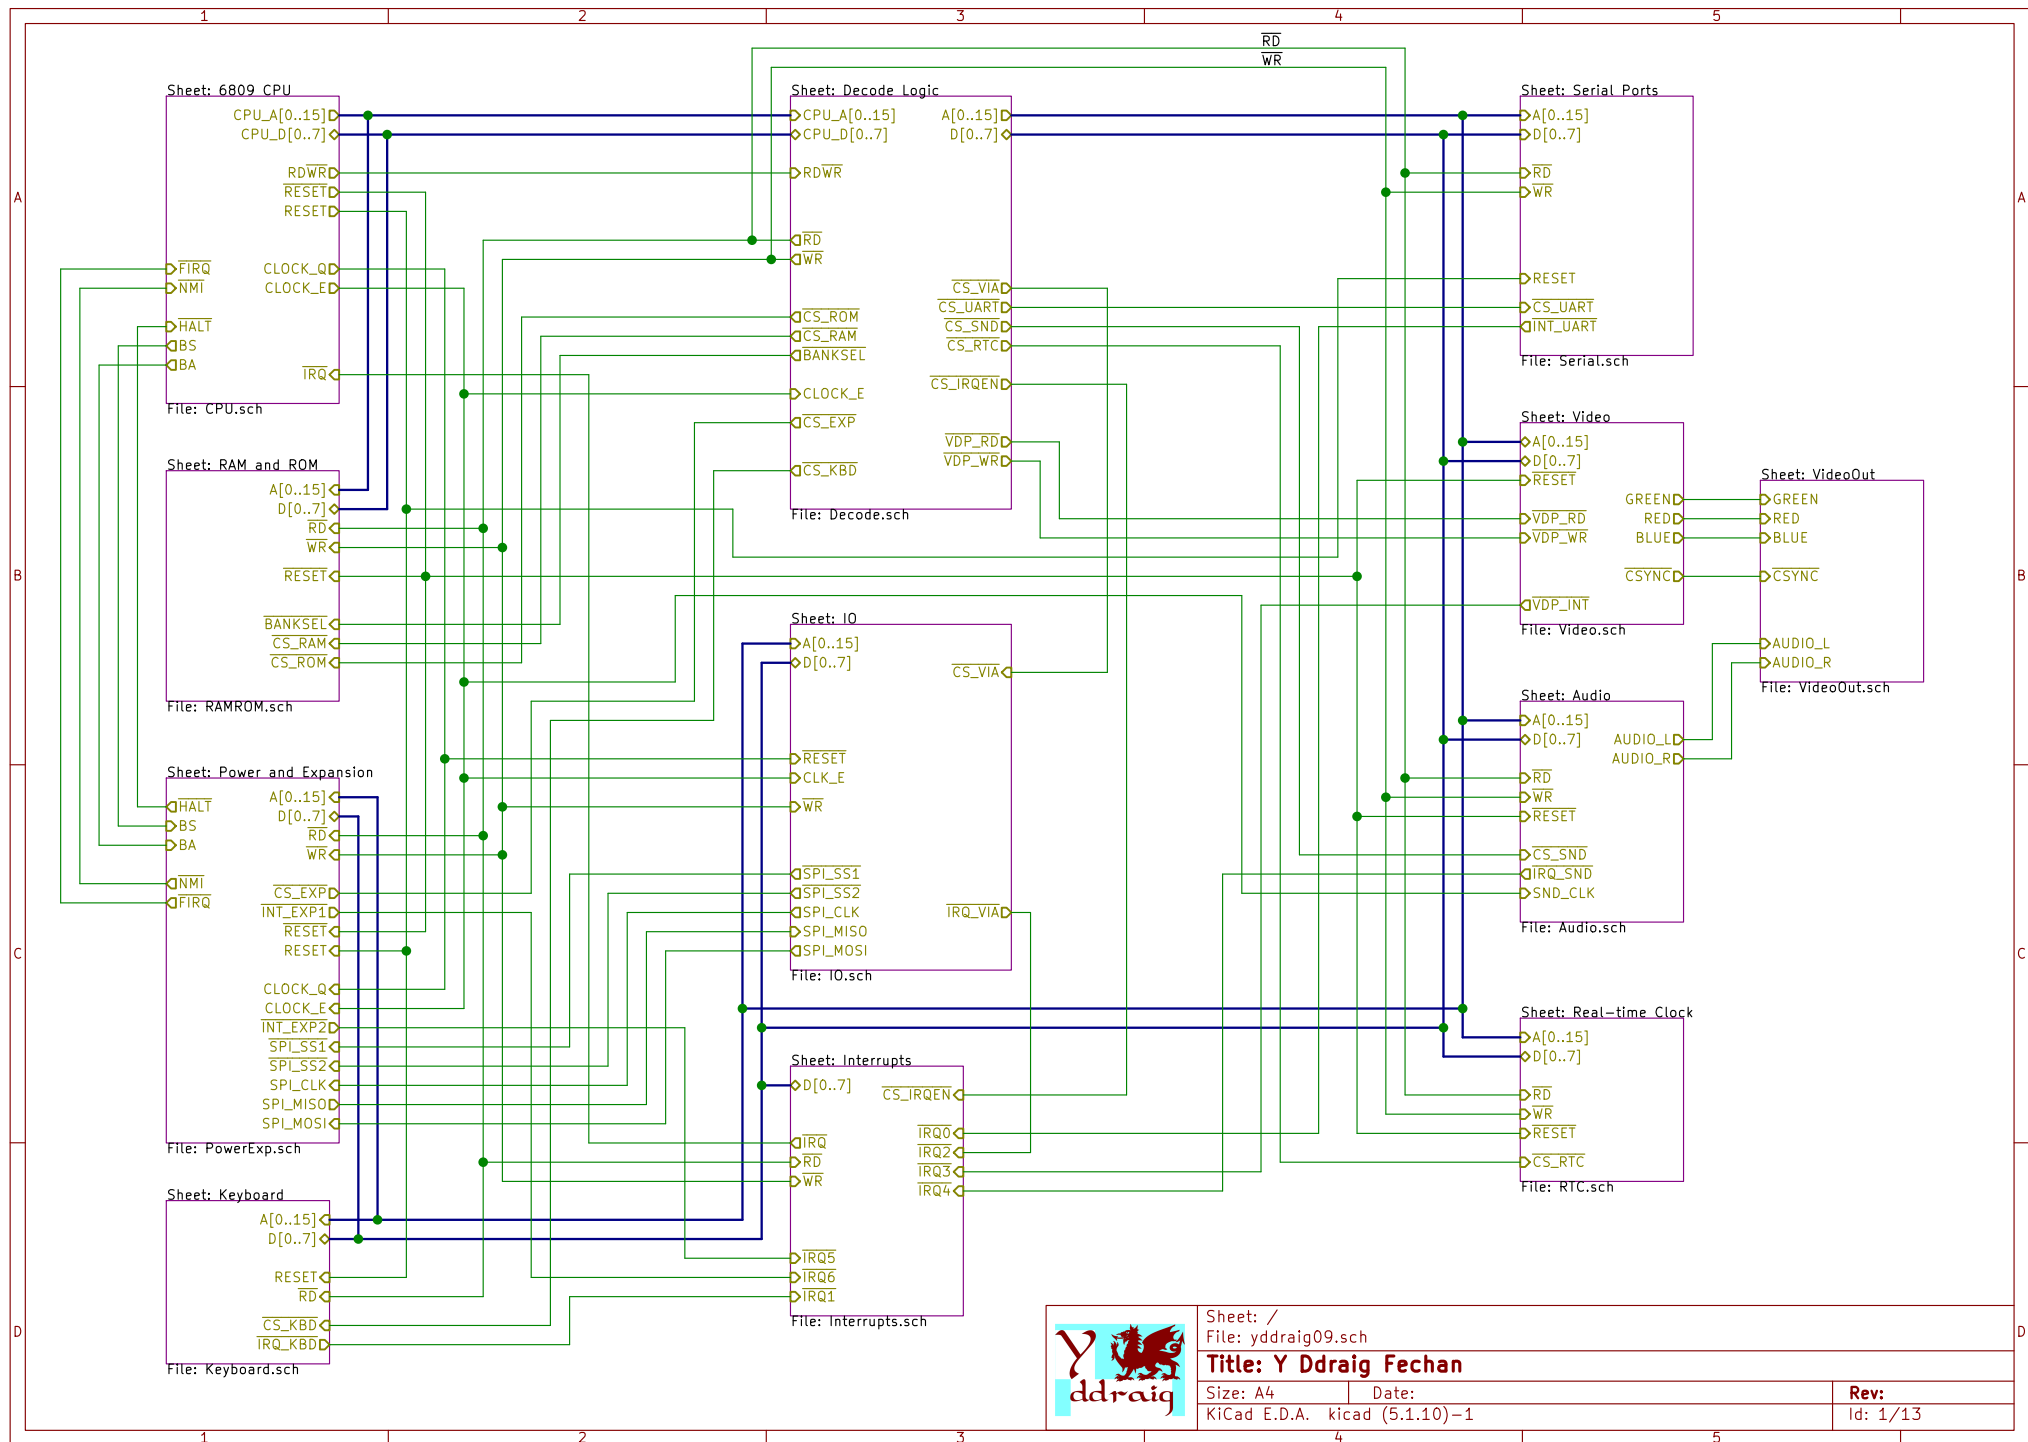 1 2 3 4 5
RD
WR
A
B
C
D
Sheet: 6809 CPU
CPU_A[0..15]
CPU_D[0..7]
RDWR
RESET
RESET
FIRQ CLOCK_Q
NMI CLOCK_E
HALT
BS
BA
IRQ
File: CPU.sch
Sheet: RAM and ROM
A[0..15]
D[0..7]
RD
WR
RESET
BANKSEL
CS_RAM
CS_ROM
File: RAMROM.sch
Sheet: Power and Expansion
A[0..15]
HALT
D[0..7]
BS
RD
BA
WR
NMI
CS_EXP
FIRQ
INT_EXP1
RESET
RESET
CLOCK_Q
CLOCK_E
INT_EXP2
SPI_SS1
SPI_SS2
SPI_CLK
SPI_MISO
SPI_MOSI
File: PowerExp.sch
Sheet: Keyboard
A[0..15]
D[0..7]
RESET
RD
CS_KBD
IRQ_KBD
File: Keyboard.sch
Sheet: Decode Logic
CPU_A[0..15] A[0..15]
CPU_D[0..7] D[0..7]
RDWR
RD
WR
CS_VIA
CS_UART
CS_ROM
CS_SND
CS_RAM
CS_RTC
BANKSEL
CS_IRQEN
CLOCK_E
CS_EXP
VDP_RD
VDP_WR
CS_KBD
File: Decode.sch
Sheet: IO
A[0..15]
D[0..7]
CS_VIA
RESET
CLK_E
WR
SPI_SS1
SPI_SS2
SPI_CLK IRQ_VIA
SPI_MISO
SPI_MOSI
File: IO.sch
Sheet: Interrupts
D[0..7]
CS_IRQEN
IRQ0
IRQ
IRQ2
RD
IRQ3
WR
IRQ4
IRQ5
IRQ6
IRQ1
File: Interrupts.sch
Sheet: Serial Ports
A[0..15]
D[0..7]
RD
WR
RESET
CS_UART
INT_UART
File: Serial.sch
Sheet: Video
A[0..15]
D[0..7]
RESET
GREEN
VDP_RD RED
VDP_WR BLUE
CSYNC
VDP_INT
File: Video.sch
Sheet: VideoOut
GREEN
RED
BLUE
CSYNC
AUDIO_L
AUDIO_R
File: VideoOut.sch
Sheet: Audio
A[0..15]
D[0..7] AUDIO_L
AUDIO_R
RD
WR
RESET
CS_SND
IRQ_SND
SND_CLK
File: Audio.sch
Sheet: Real-time Clock
A[0..15]
D[0..7]
RD
WR
RESET
CS_RTC
File: RTC.sch
A
B
C
D
Y
ddraig
Sheet: /
File: yddraig09.sch
Title: Y Ddraig Fechan
Size: A4 Date: Rev:
KiCad E.D.A. kicad (5.1.10)-1 Id: 1/13
1 2 3 4 5